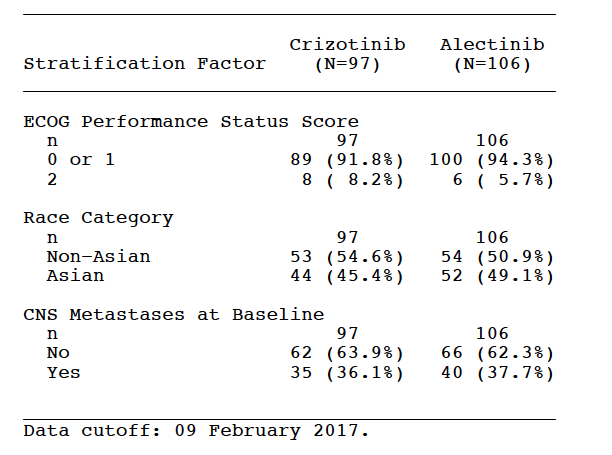 Crizotinib Alectinib
Stratification Factor (N=97) (N=106)
ECOG Performance Status Score
n 97 106
0 or 1 89 (91.8%) 100 (94.3%)
2 8 ( 8.2%) 6 ( 5.7%)
Race Category
n 97 106
Non-Asian 53 (54.6%) 54 (50.9%)
Asian 44 (45.4%) 52 (49.1%)
CNS Metastases at Baseline
n 97 106
No 62 (63.9%) 66 (62.3%)
Yes 35 (36.1%) 40 (37.7%)
Data cutoff: 09 February 2017.